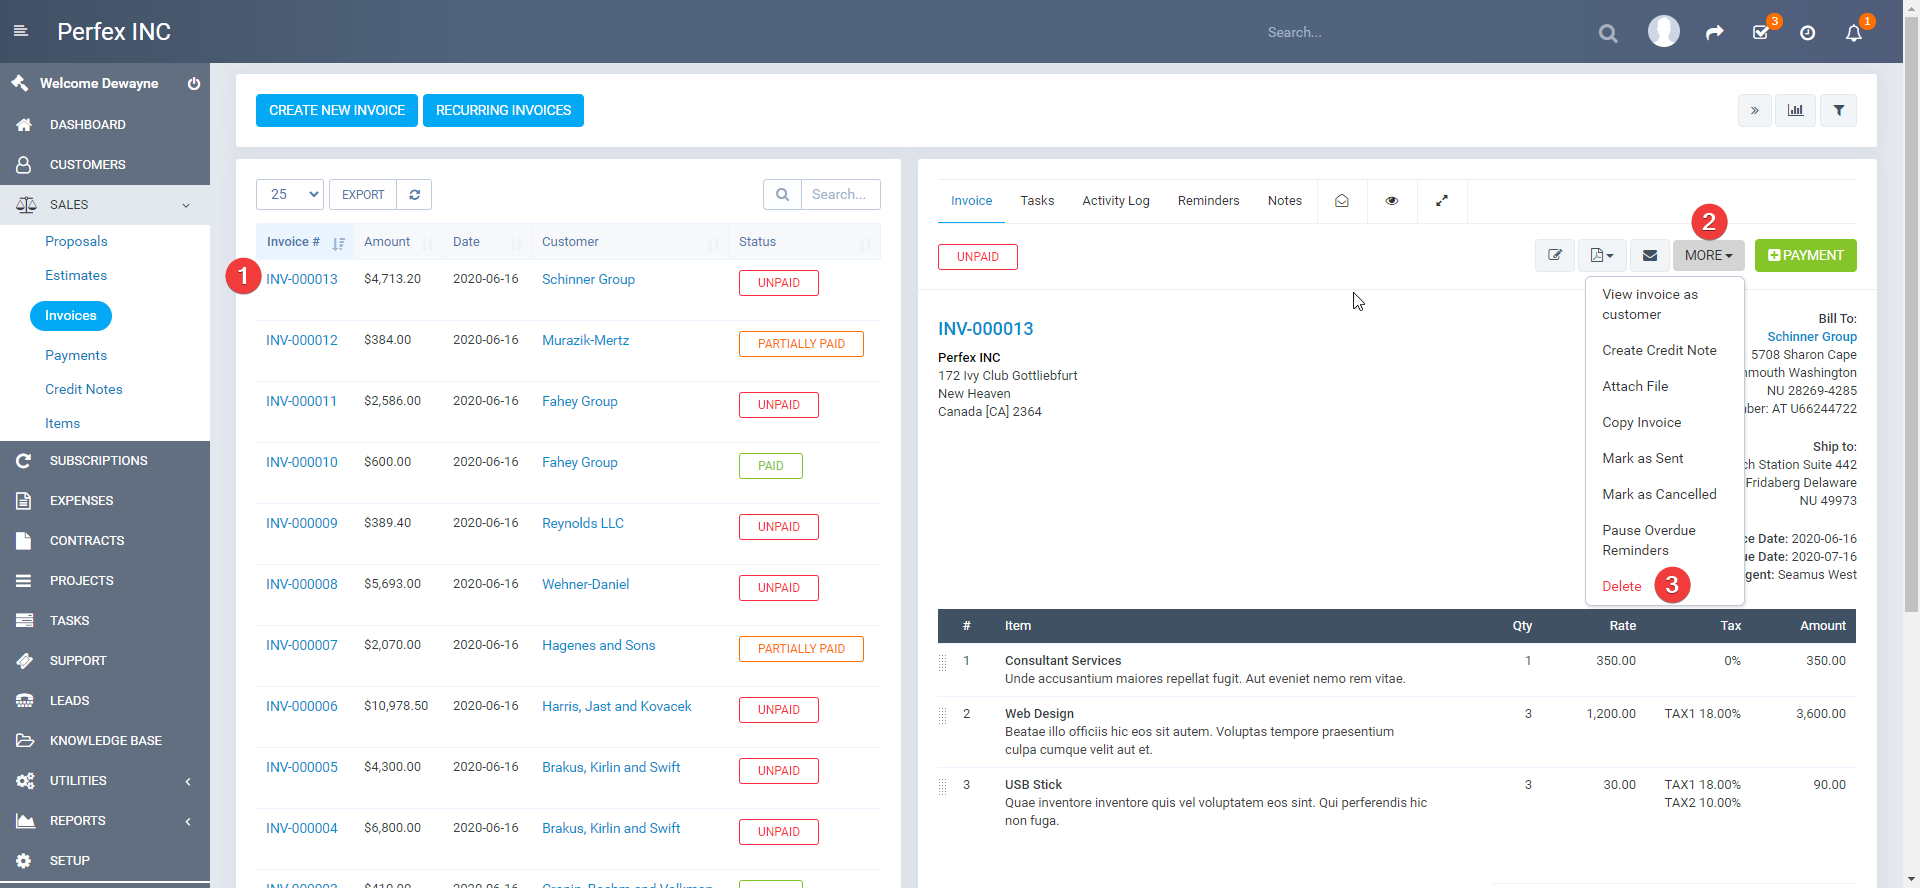 Perfex INC
Search...
3
1
Welcome Dewayne
DASHBOARD
CUSTOMERS
SALES
Proposals
Estimates
Invoices
Payments
Credit Notes
Items
SUBSCRIPTIONS
EXPENSES
CONTRACTS
PROJECTS
TASKS
SUPPORT
LEADS
KNOWLEDGE BASE
UTILITIES
REPORTS
SETUP
CREATE NEW INVOICE
RECURRING INVOICES
25
EXPORT
Search...
Invoice # Amount Date Customer Status
1
INV-000013 $4,713.20 2020-06-16 Schinner Group UNPAID
INV-000012 $384.00 2020-06-16 Murazik-Mertz PARTIALLY PAID
INV-000011 $2,586.00 2020-06-16 Fahey Group UNPAID
INV-000010 $600.00 2020-06-16 Fahey Group PAID
INV-000009 $389.40 2020-06-16 Reynolds LLC UNPAID
INV-000008 $5,693.00 2020-06-16 Wehner-Daniel UNPAID
INV-000007 $2,070.00 2020-06-16 Hagenes and Sons PARTIALLY PAID
INV-000006 $10,978.50 2020-06-16 Harris, Jast and Kovacek UNPAID
INV-000005 $4,300.00 2020-06-16 Brakus, Kirlin and Swift UNPAID
INV-000004 $6,800.00 2020-06-16 Brakus, Kirlin and Swift UNPAID
Invoice Tasks Activity Log Reminders Notes
2
UNPAID
MORE
PAYMENT
View invoice as
customer
Create Credit Note
Attach File
Copy Invoice
Mark as Sent
Mark as Cancelled
Pause Overdue
Reminders
Delete
3
INV-000013
Perfex INC
172 Ivy Club Gottliebfurt
New Heaven
Canada [CA] 2364
Bill To:
Schinner Group
5708 Sharon Cape
nmouth Washington
NU 28269-4285
ber: AT U66244722
Ship to:
ch Station Suite 442
Fridaberg Delaware
NU 49973
ce Date: 2020-06-16
ue Date: 2020-07-16
gent: Seamus West
# Item Qty Rate Tax Amount
1 Consultant Services 1 350.00 0% 350.00
Unde accusantium maiores repellat fugit. Aut eveniet nemo rem vitae.
2 Web Design 3 1,200.00 TAX1 18.00% 3,600.00
Beatae illo officiis hic eos sit autem. Voluptas tempore praesentium
culpa cumque velit aut et.
3 USB Stick 3 30.00 TAX1 18.00% 90.00
Quae inventore inventore quis vel voluptatem eos sint. Qui perferendis hic TAX2 10.00%
non fuga.